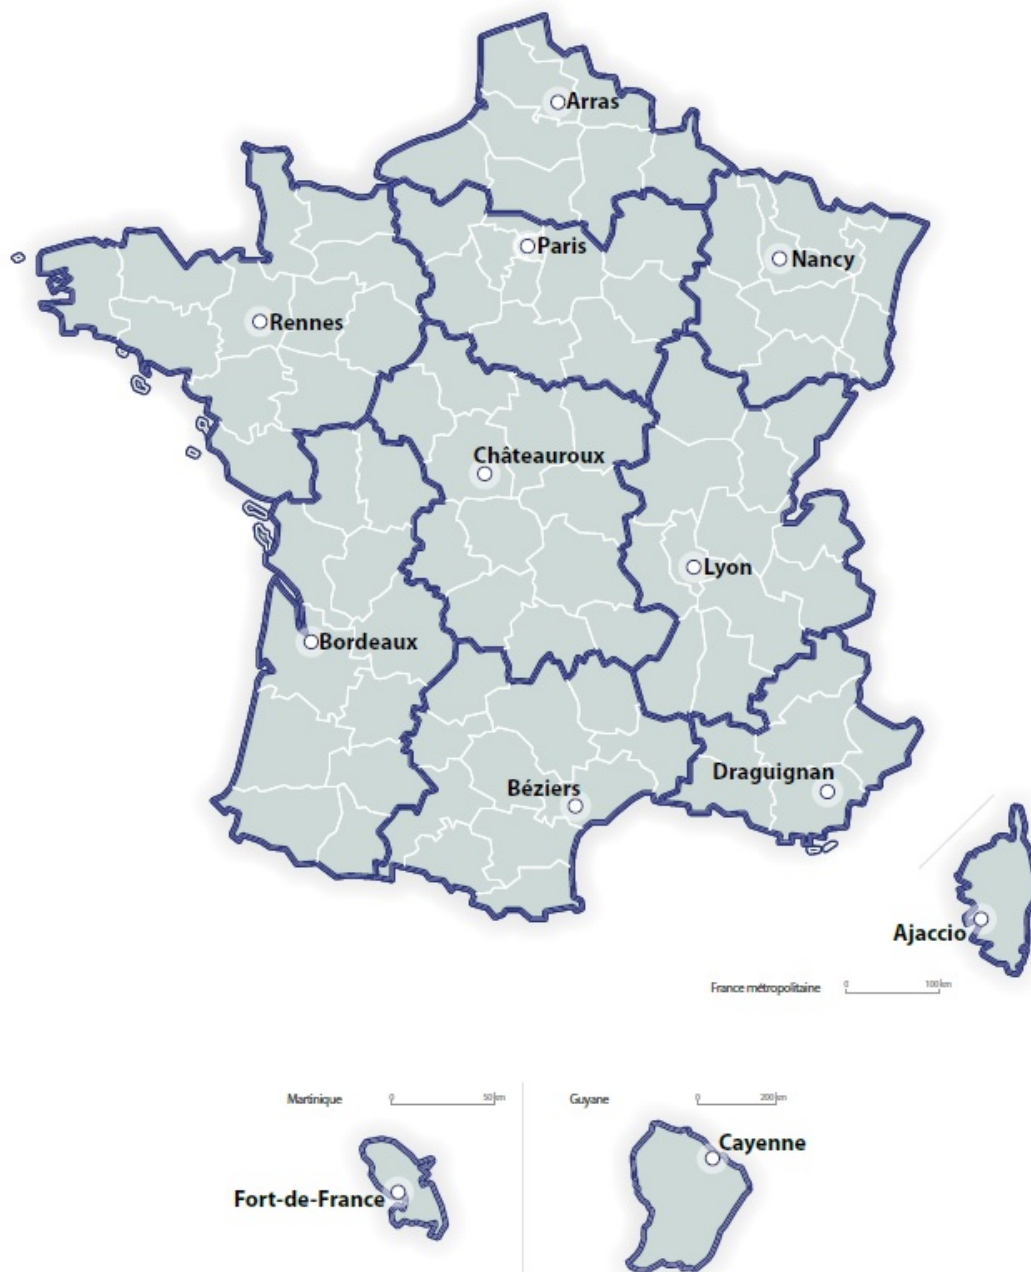 Arras
Paris
Nancy
Rennes
Châteauroux
Lyon
Bordeaux
Draguignan
Béziers
Ajaccio
France métropolitaine 0 100 km
Martinique 0 50 km
Guyane 0 200 km
Cayenne
Fort-de-France